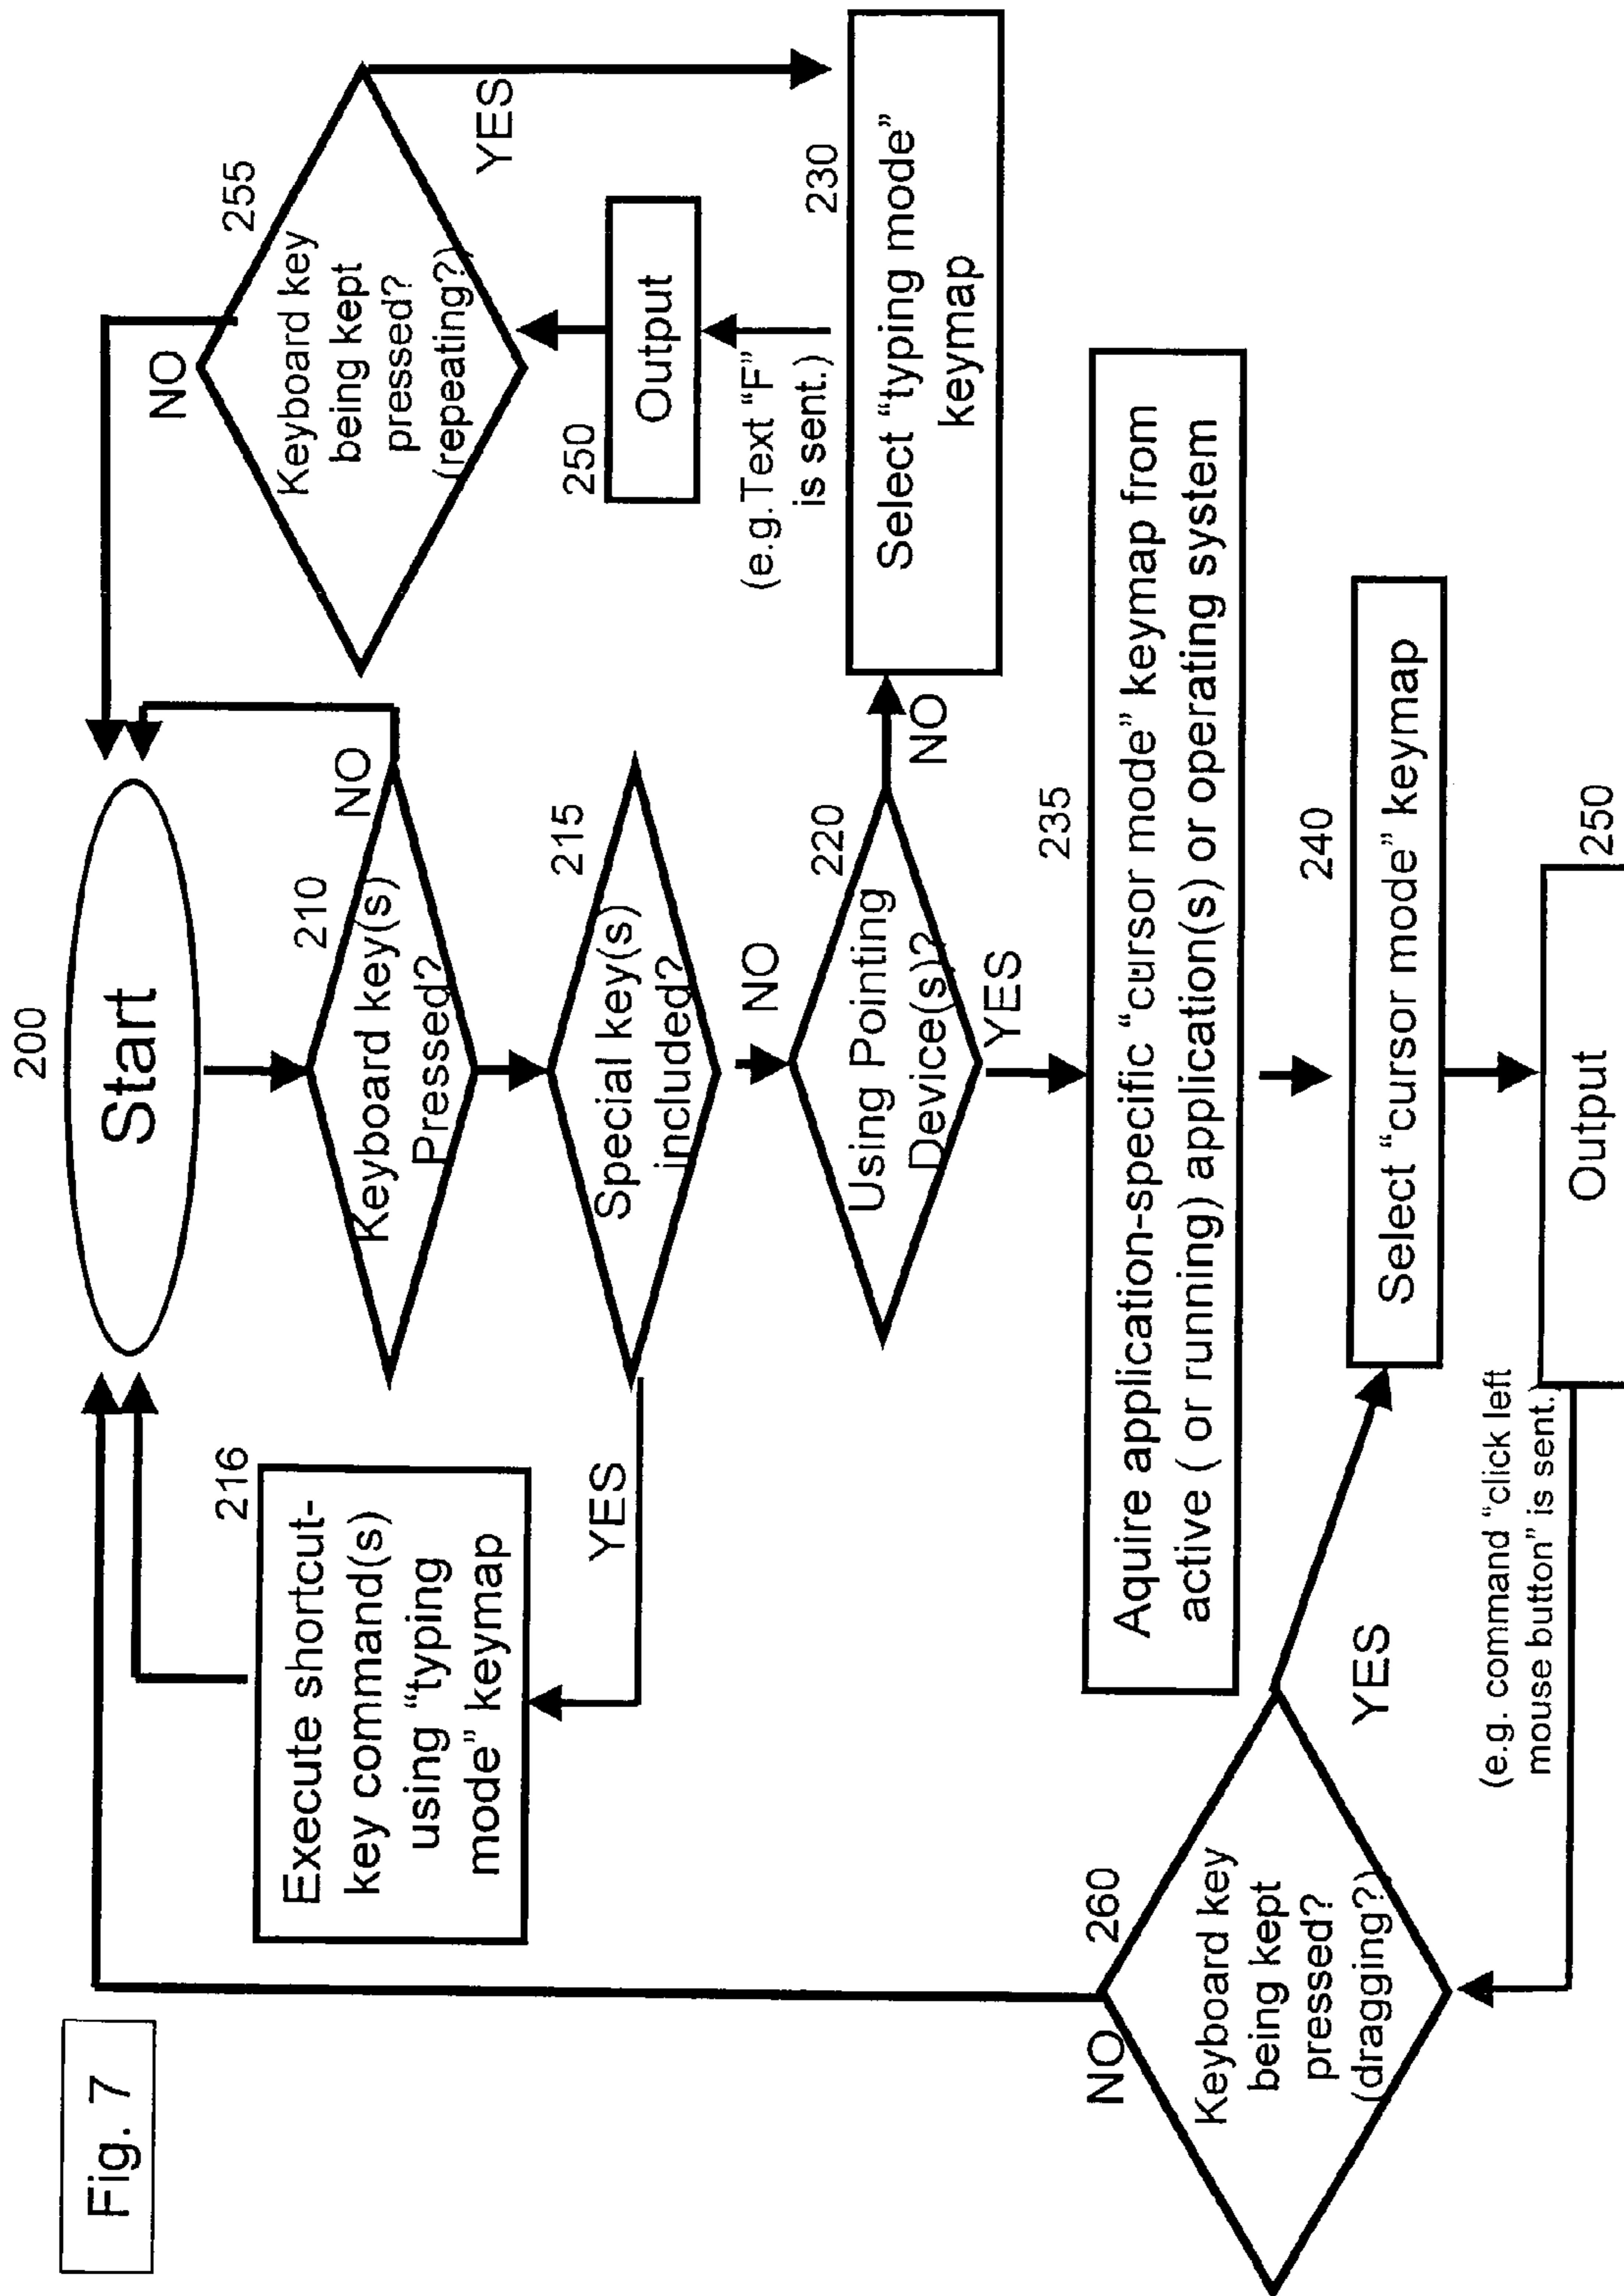 Fig. 7
200
Start
210
Keyboard key(s)
Pressed?
NO
215
Special key(s)
included?
YES
216
Execute shortcut-
key command(s)
using "typing
mode" keymap
NO
220
Using Pointing
Device(s)?
NO
YES
230
Select "typing mode"
keymap
(e.g.Text "F"
is sent.)
250
Output
255
Keyboard key
being kept
pressed?
(repeating?)
NO
YES
235
Aquire application-specific "cursor mode" keymap from
active ( or running) application(s) or operating system
240
Select "cursor mode" keymap
250
Output
(e.g. command "click left
mouse button" is sent.)
260
Keyboard key
being kept
pressed?
(dragging?)
NO
YES